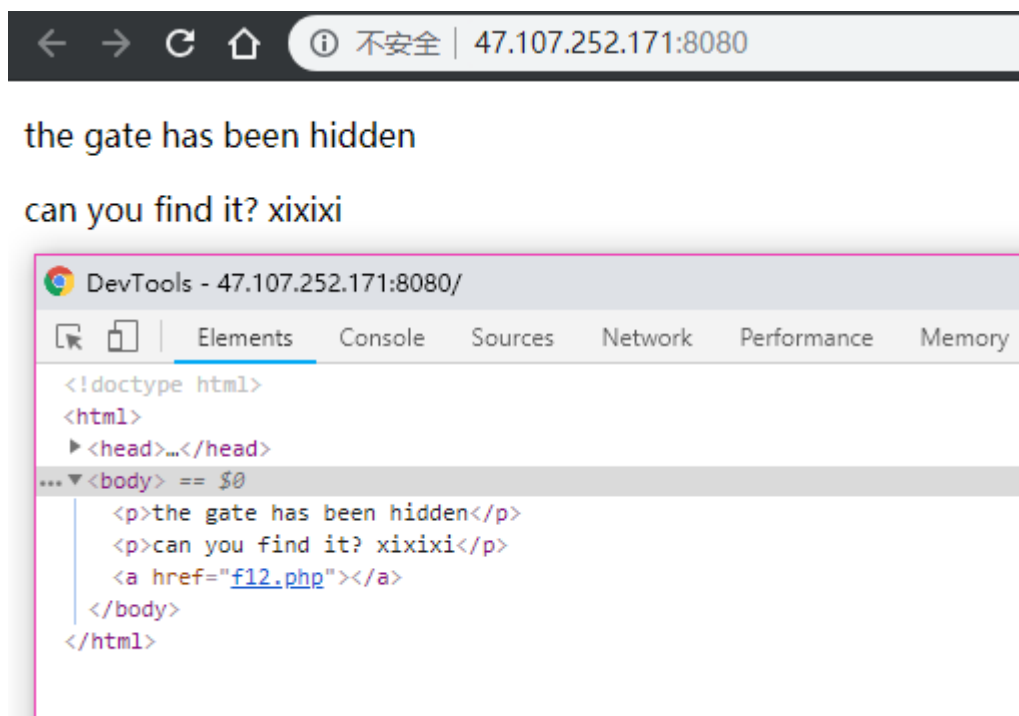 不安全 47.107.252.171:8080
the gate has been hidden
can you find it? xixixi
DevTools - 47.107.252.171:8080/
Elements Console Sources Network Performance Memory
<!doctype html>
<html>
<head>…</head>
<body> == $0
<p>the gate has been hidden</p>
<p>can you find it? xixixi</p>
<a href="f12.php"></a>
</body>
</html>